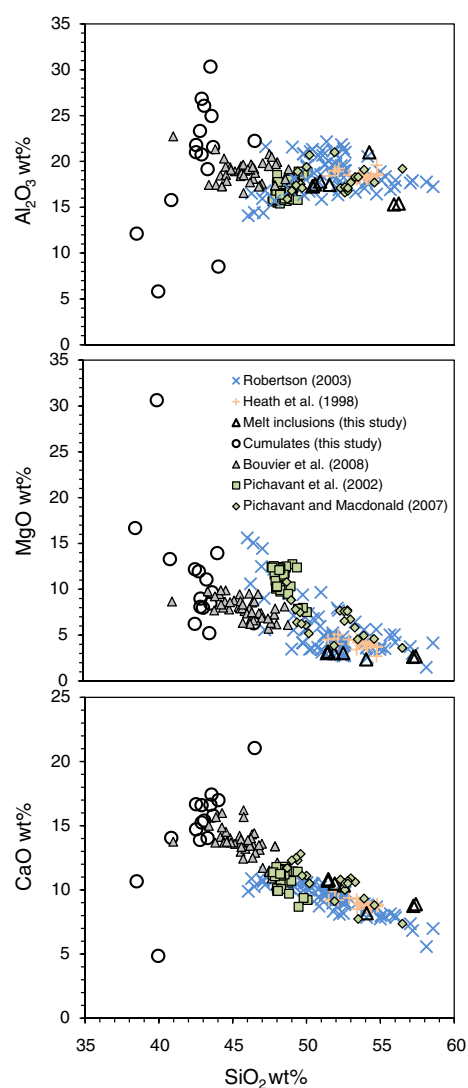 35
30
25
20
15
10
5
0
Al2O3 wt%
35
30
25
20
15
10
5
0
MgO wt%
Robertson (2003)
Heath et al. (1998)
Melt inclusions (this study)
Cumulates (this study)
Bouvier et al. (2008)
Pichavant et al. (2002)
Pichavant and Macdonald (2007)
25
20
15
10
5
0
CaO wt%
35 40 45 50 55 60
SiO2 wt%